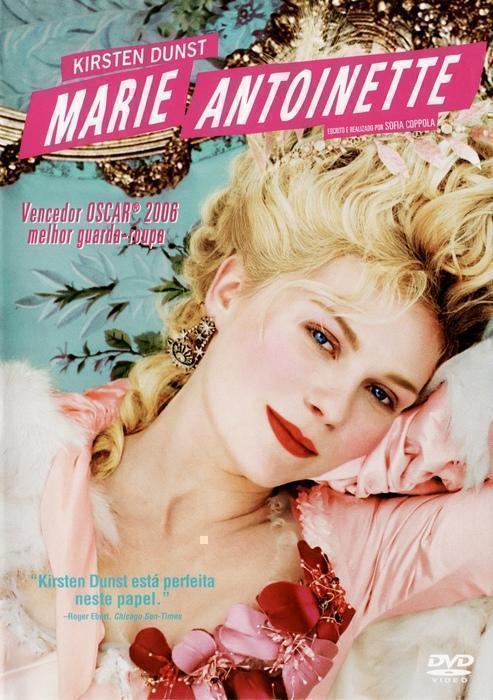 KIRSTEN DUNST
MARIE ANTOINETTE
ESCRITO E REALIZADO POR SOFIA COPPOLA
Vencedor OSCAR® 2006
melhor guarda-roupa
"Kirsten Dunst está perfeita
neste papel."
–Roger Ebert, Chicago Sun-Times
DVD
VIDEO